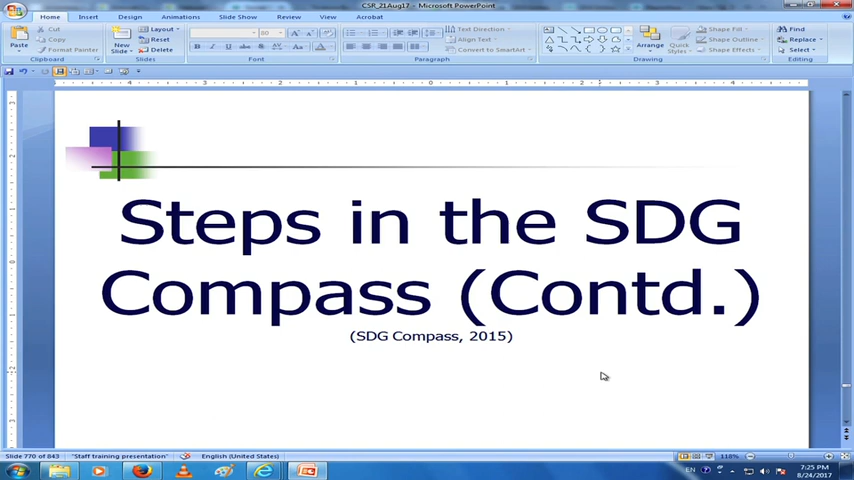 CSR_21Aug17 - Microsoft PowerPoint
Home Insert Design Animations Slide Show Review View Acrobat
Paste
Cut
Copy
Format Painter
Clipboard
New Slide
Layout
Reset
Delete
Slides
80
Font
Text Direction
Align Text
Convert to SmartArt
Paragraph
Arrange
Quick Styles
Shape Fill
Shape Outline
Shape Effects
Drawing
Find
Replace
Select
Editing
Steps in the SDG
Compass (Contd.)
(SDG Compass, 2015)
Slide 770 of 843 "Staff training presentation" English (United States) 118%
EN 7:25 PM
8/24/2017